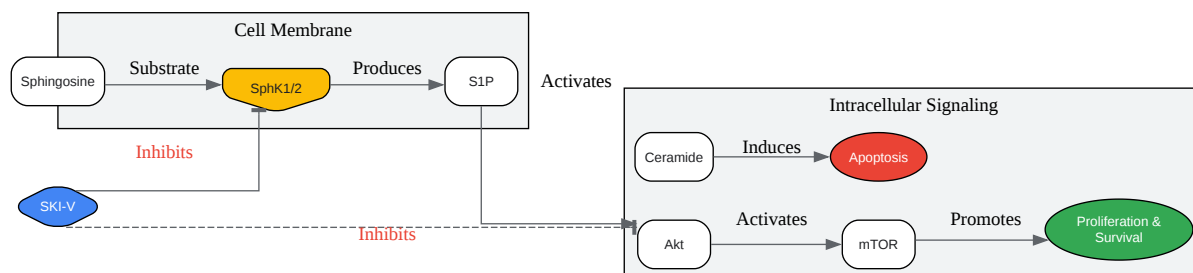 Cell Membrane
Sphingosine
Substrate
SphK1/2
Produces
S1P
Activates
Intracellular Signaling
Inhibits
Ceramide
Induces
Apoptosis
SKI-V
Inhibits
Akt
Activates
mTOR
Promotes
Proliferation &
Survival